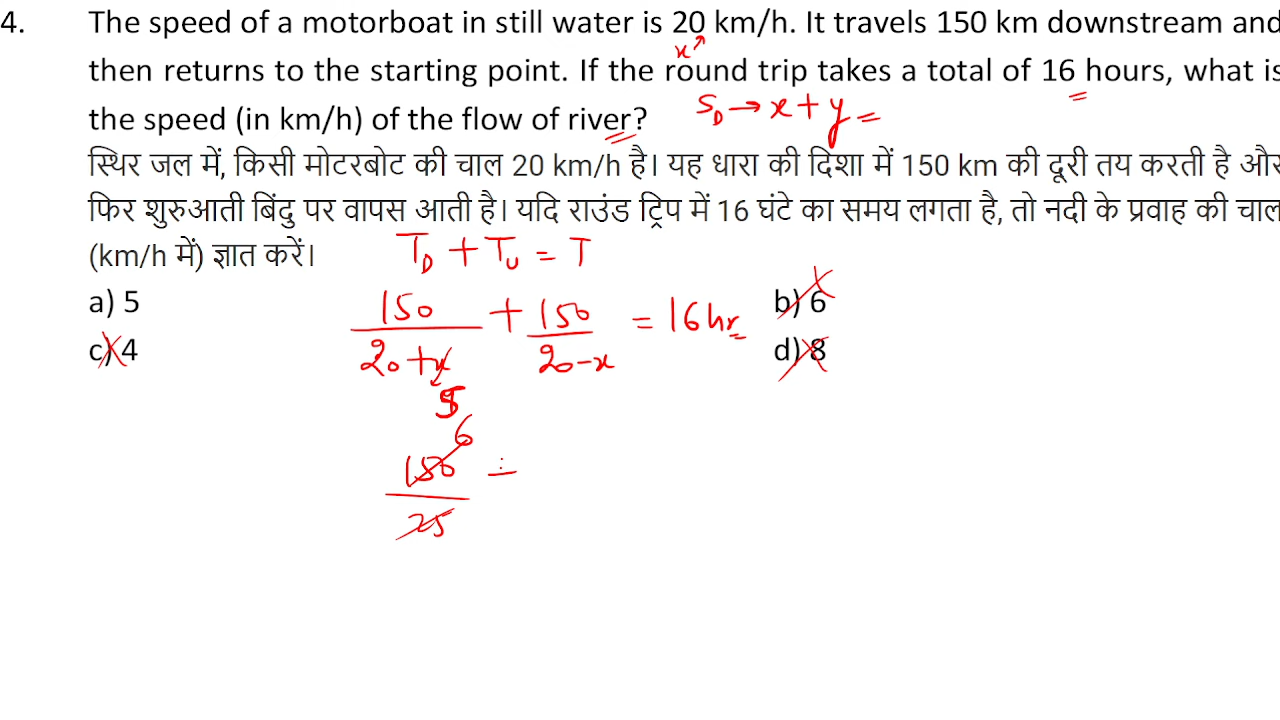 4. The speed of a motorboat in still water is 20 km/h. It travels 150 km downstream and
x
then returns to the starting point. If the round trip takes a total of 16 hours, what is
the speed (in km/h) of the flow of river? S_D → x + y =
स्थिर जल में, किसी मोटरबोट की चाल 20 km/h है। यह धारा की दिशा में 150 km की दूरी तय करती है और
फिर शुरुआती बिंदु पर वापस आती है। यदि राउंड ट्रिप में 16 घंटे का समय लगता है, तो नदी के प्रवाह की चाल
(km/h में) ज्ञात करें। T_D + T_U = T
a) 5 b) 6
150/20+x + 150/20-x = 16 hr
c) 4 d) 8
5
6
150/25 =